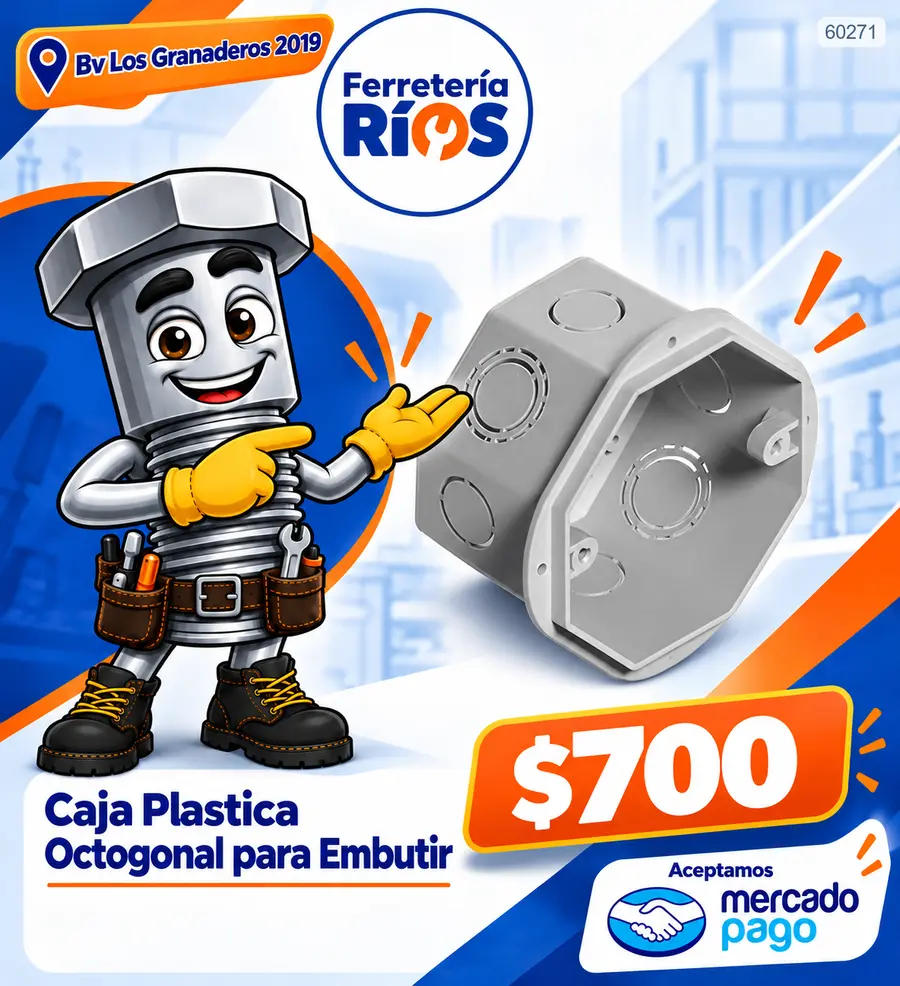 Bv Los Granaderos 2019
Ferretería
RÍOS
60271
$700
Caja Plastica
Octogonal para Embutir
Aceptamos
mercado
pago